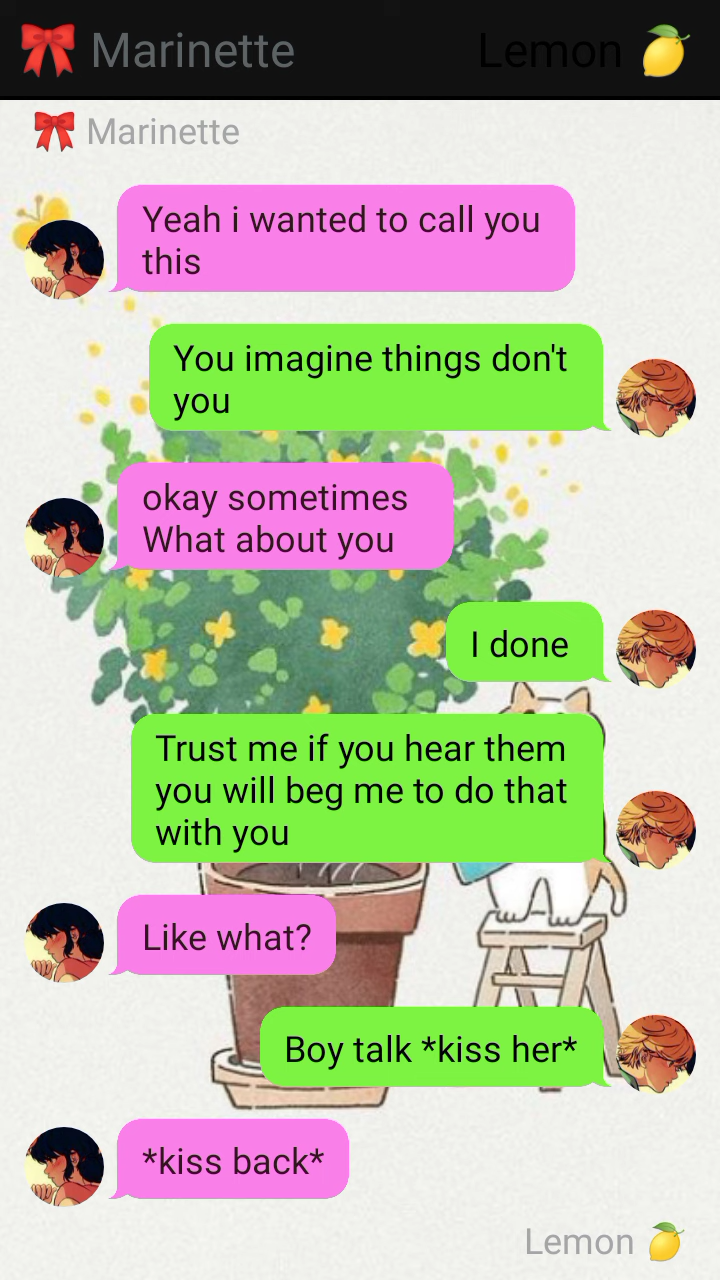 🎀 Marinette
Lemon 🍋
🎀 Marinette
Yeah i wanted to call you
this
You imagine things don't
you
okay sometimes
What about you
I done
Trust me if you hear them
you will beg me to do that
with you
Like what?
Boy talk *kiss her*
*kiss back*
Lemon 🍋